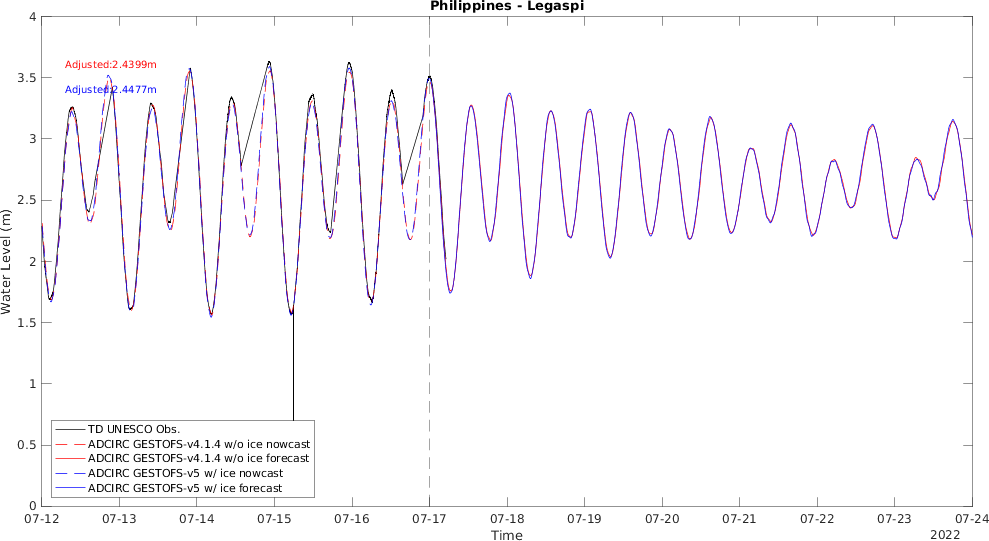 Philippines - Legaspi
4
3.5
3
2.5
2
1.5
1
0.5
0
Water Level (m)
Adjusted:2.4399m
Adjusted:2.4477m
TD UNESCO Obs.
ADCIRC GESTOFS-v4.1.4 w/o ice nowcast
ADCIRC GESTOFS-v4.1.4 w/o ice forecast
ADCIRC GESTOFS-v5 w/ ice nowcast
ADCIRC GESTOFS-v5 w/ ice forecast
07-12 07-13 07-14 07-15 07-16 07-17 07-18 07-19 07-20 07-21 07-22 07-23 07-24
Time
2022